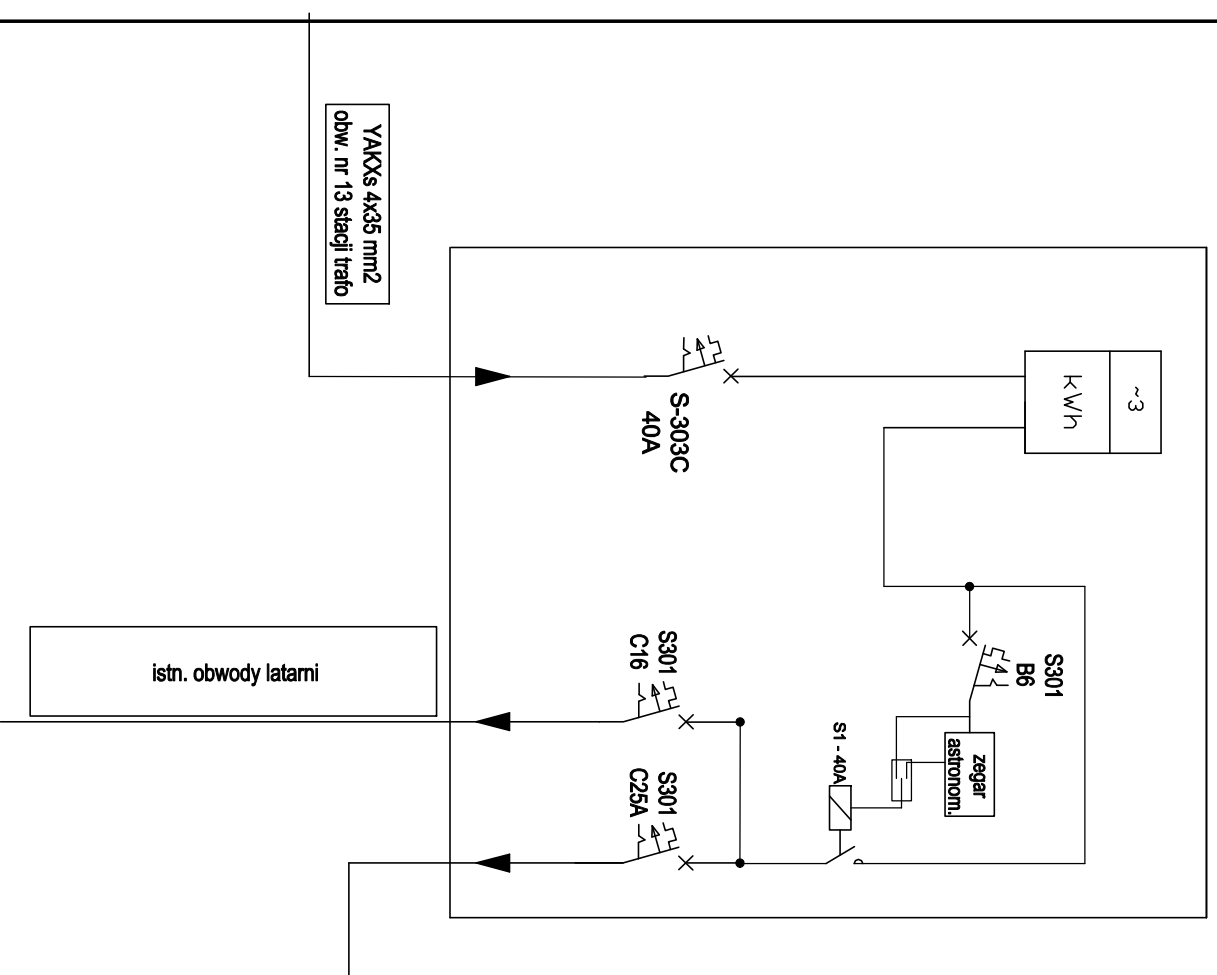 YAKXs 4x35 mm2
obw. nr 13 stacji trafo
~3
kWh
S-303C
40A
S301
B6
zegar
astronom.
S1 - 40A
S301
C16
S301
C25A
istn. obwody latarni